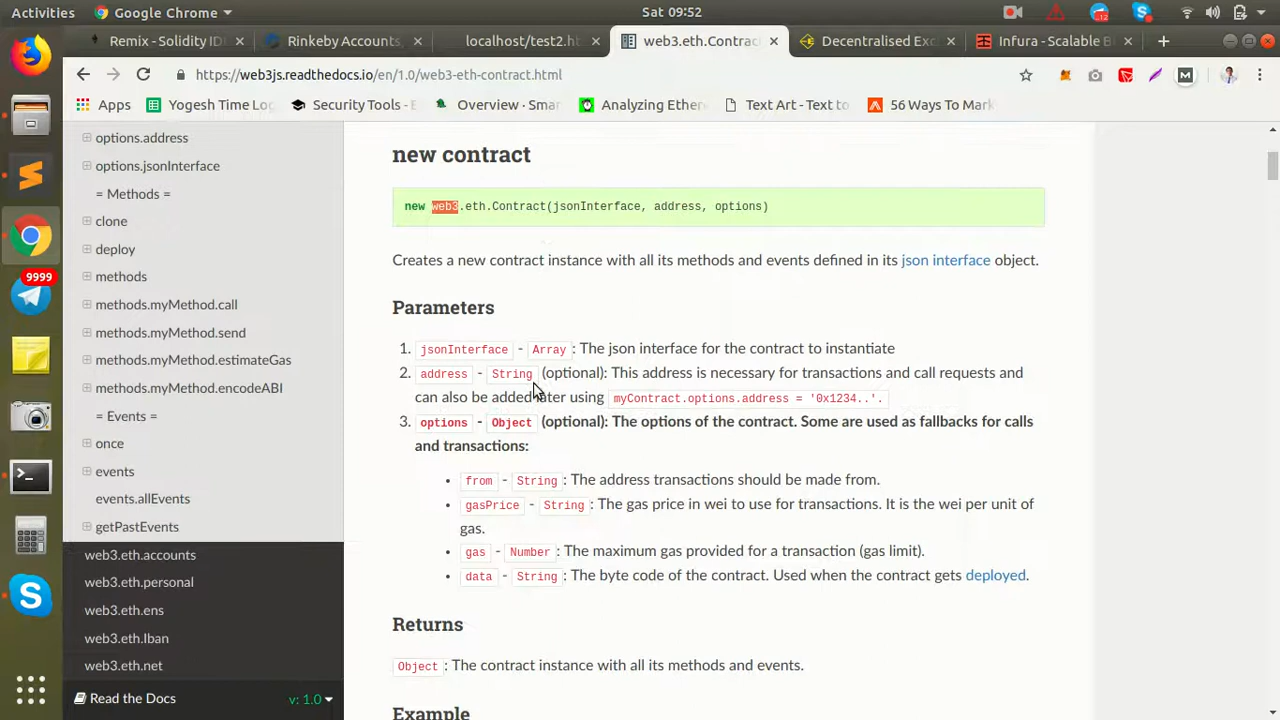 Activities Google Chrome Sat 09:52
12
Remix - Solidity ID × Rinkeby Accounts, × localhost/test2.ht × web3.eth.Contrac × Decentralised Exc × Infura - Scalable B ×
https://web3js.readthedocs.io/en/1.0/web3-eth-contract.html
Apps Yogesh Time Log Security Tools - E Overview · Smar Analyzing Ether Text Art - Text to 56 Ways To Mark
9999
options.address
options.jsonInterface
= Methods =
clone
deploy
methods
methods.myMethod.call
methods.myMethod.send
methods.myMethod.estimateGas
methods.myMethod.encodeABI
= Events =
once
events
events.allEvents
getPastEvents
web3.eth.accounts
web3.eth.personal
web3.eth.ens
web3.eth.Iban
web3.eth.net
Read the Docs v: 1.0
new contract
new web3.eth.Contract(jsonInterface, address, options)
Creates a new contract instance with all its methods and events defined in its json interface object.
Parameters
1. jsonInterface - Array : The json interface for the contract to instantiate
2. address - String (optional): This address is necessary for transactions and call requests and
can also be added later using myContract.options.address = '0x1234..'.
3. options - Object (optional): The options of the contract. Some are used as fallbacks for calls
and transactions:
• from - String : The address transactions should be made from.
• gasPrice - String : The gas price in wei to use for transactions. It is the wei per unit of
gas.
• gas - Number : The maximum gas provided for a transaction (gas limit).
• data - String : The byte code of the contract. Used when the contract gets deployed.
Returns
Object : The contract instance with all its methods and events.
Example